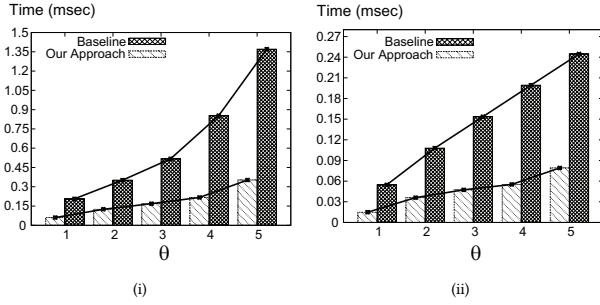 Time (msec)
1.5
1.35
1.2
1.05
0.9
0.75
0.6
0.45
0.3
0.15
0
Baseline
Our Approach
1 2 3 4 5
θ
(i)
Time (msec)
0.27
0.24
0.21
0.18
0.15
0.12
0.09
0.06
0.03
0
Baseline
Our Approach
1 2 3 4 5
θ
(ii)